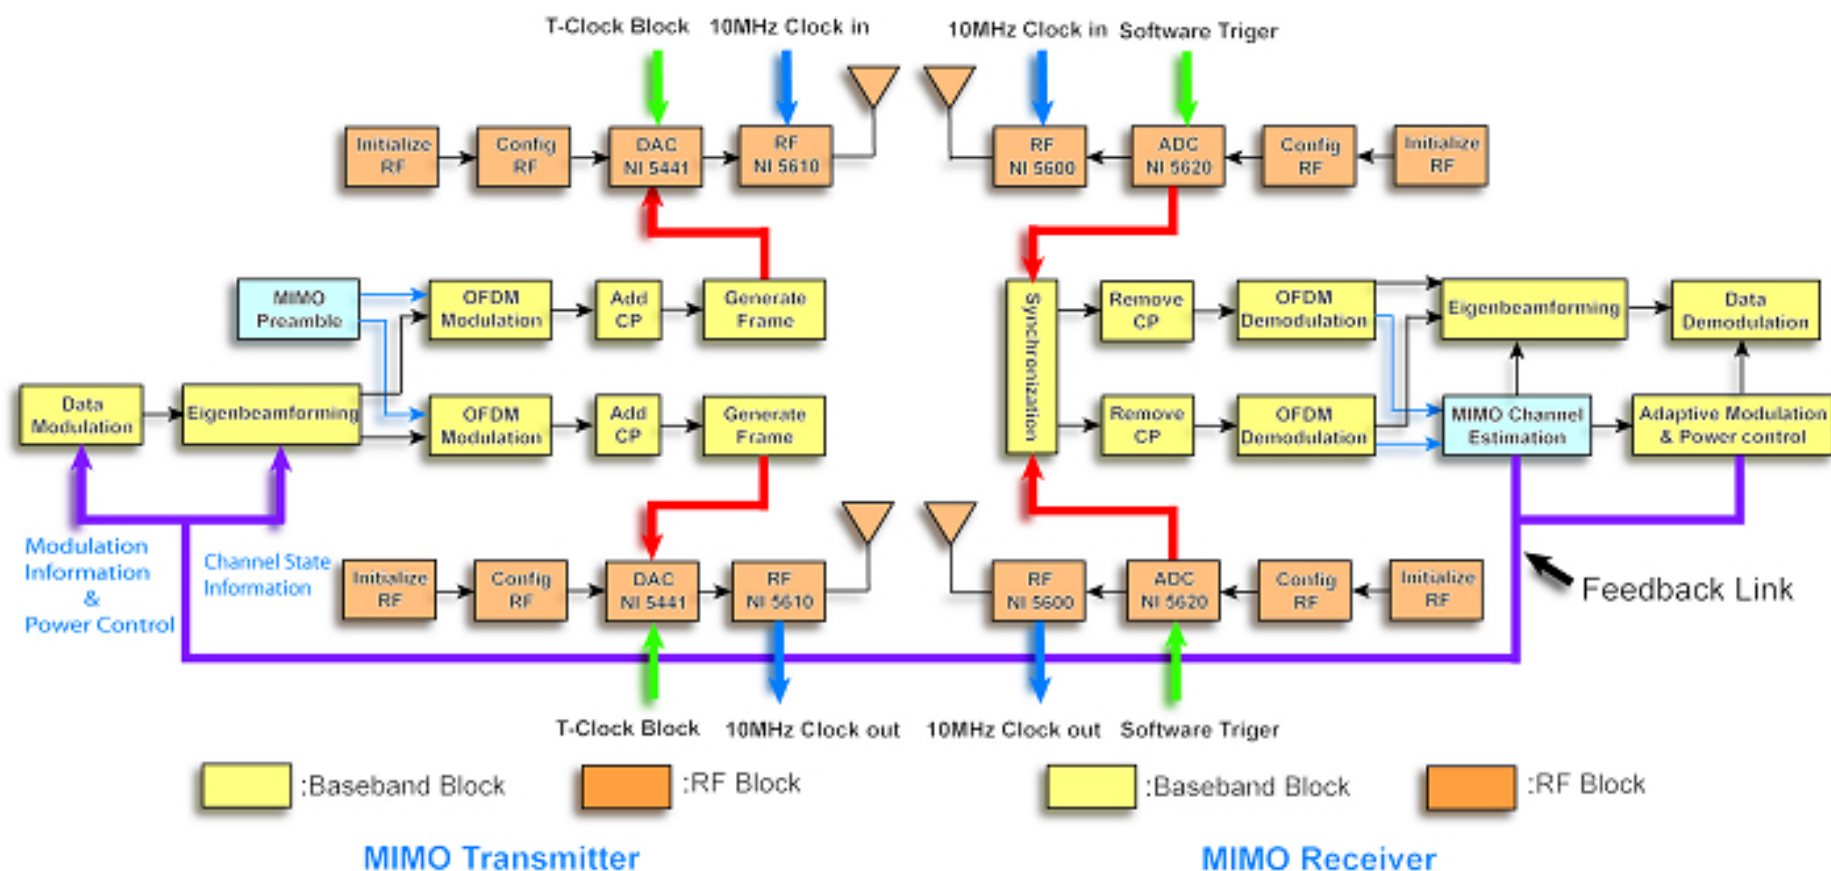 T-Clock Block 10MHz Clock in 10MHz Clock in Software Triger
Initialize
RF
Config
RF
DAC
NI 5441
RF
NI 5610
RF
NI 5600
ADC
NI 5620
Config
RF
Initialize
RF
MIMO
Preamble
OFDM
Modulation
Add
CP
Generate
Frame
Synchronization
Remove
CP
OFDM
Demodulation
Eigenbeamforming
Data
Demodulation
Data
Modulation
Eigenbeamforming
OFDM
Modulation
Add
CP
Generate
Frame
Remove
CP
OFDM
Demodulation
MIMO Channel
Estimation
Adaptive Modulation
& Power control
Modulation
Information
&
Power Control
Channel State
Information
Initialize
RF
Config
RF
DAC
NI 5441
RF
NI 5610
RF
NI 5600
ADC
NI 5620
Config
RF
Initialize
RF
Feedback Link
T-Clock Block 10MHz Clock out 10MHz Clock out Software Triger
:Baseband Block :RF Block :Baseband Block :RF Block
MIMO Transmitter MIMO Receiver